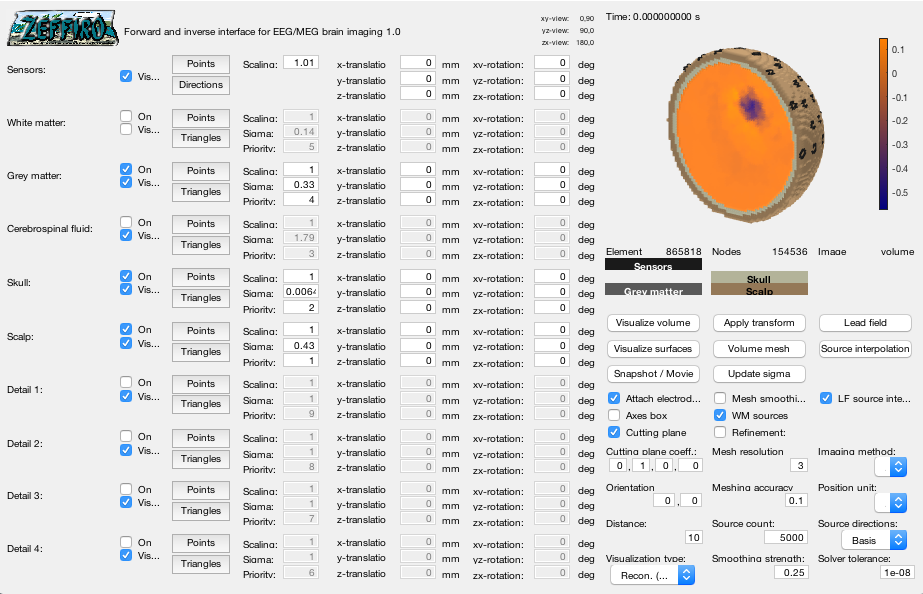 ZEFFIRO
Forward and inverse interface for EEG/MEG brain imaging 1.0
xy-view: 0,90
yz-view: 90,0
zx-view: 180,0
Time: 0.000000000 s
Sensors: Vis... Points Directions
Scaling: 1.01 x-translatio 0 mm xy-rotation: 0 deg
y-translatio 0 mm yz-rotation: 0 deg
z-translatio 0 mm zx-rotation: 0 deg
White matter: On Vis... Points Triangles
Scaling: 1 x-translatio 0 mm xy-rotation: 0 deg
Sigma: 0.14 y-translatio 0 mm yz-rotation: 0 deg
Priority: 5 z-translatio 0 mm zx-rotation: 0 deg
Grey matter: On Vis... Points Triangles
Scaling: 1 x-translatio 0 mm xy-rotation: 0 deg
Sigma: 0.33 y-translatio 0 mm yz-rotation: 0 deg
Priority: 4 z-translatio 0 mm zx-rotation: 0 deg
Cerebrospinal fluid: On Vis... Points Triangles
Scaling: 1 x-translatio 0 mm xy-rotation: 0 deg
Sigma: 1.79 y-translatio 0 mm yz-rotation: 0 deg
Priority: 3 z-translatio 0 mm zx-rotation: 0 deg
Skull: On Vis... Points Triangles
Scaling: 1 x-translatio 0 mm xy-rotation: 0 deg
Sigma: 0.0064 y-translatio 0 mm yz-rotation: 0 deg
Priority: 2 z-translatio 0 mm zx-rotation: 0 deg
Scalp: On Vis... Points Triangles
Scaling: 1 x-translatio 0 mm xy-rotation: 0 deg
Sigma: 0.43 y-translatio 0 mm yz-rotation: 0 deg
Priority: 1 z-translatio 0 mm zx-rotation: 0 deg
Detail 1: On Vis... Points Triangles
Scaling: 1 x-translatio 0 mm xy-rotation: 0 deg
Sigma: 1 y-translatio 0 mm yz-rotation: 0 deg
Priority: 9 z-translatio 0 mm zx-rotation: 0 deg
Detail 2: On Vis... Points Triangles
Scaling: 1 x-translatio 0 mm xy-rotation: 0 deg
Sigma: 1 y-translatio 0 mm yz-rotation: 0 deg
Priority: 8 z-translatio 0 mm zx-rotation: 0 deg
Detail 3: On Vis... Points Triangles
Scaling: 1 x-translatio 0 mm xy-rotation: 0 deg
Sigma: 1 y-translatio 0 mm yz-rotation: 0 deg
Priority: 7 z-translatio 0 mm zx-rotation: 0 deg
Detail 4: On Vis... Points Triangles
Scaling: 1 x-translatio 0 mm xy-rotation: 0 deg
Sigma: 1 y-translatio 0 mm yz-rotation: 0 deg
Priority: 6 z-translatio 0 mm zx-rotation: 0 deg
0.1
0
-0.1
-0.2
-0.3
-0.4
-0.5
Element 865818 Nodes 154536 Image volume
Sensors
Skull
Grey matter Scalp
Visualize volume Apply transform Lead field
Visualize surfaces Volume mesh Source interpolation
Snapshot / Movie Update sigma
Attach electrod... Mesh smoothi... LF source inte...
Axes box WM sources
Cutting plane Refinement:
Cutting plane coeff.: Mesh resolution Imaging method:
0 , 1 , 0 , 0 3
Orientation Meshing accuracy Position unit:
0 , 0 0.1
Distance: Source count: Source directions:
10 5000 Basis
Visualization type: Smoothing strength: Solver tolerance:
Recon. (... 0.25 1e-08